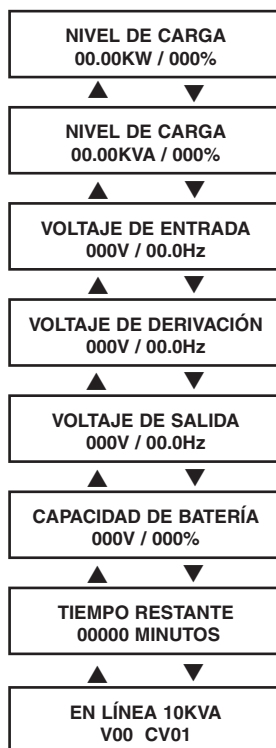 NIVEL DE CARGA
00.00KW / 000%
NIVEL DE CARGA
00.00KVA / 000%
VOLTAJE DE ENTRADA
000V / 00.0Hz
VOLTAJE DE DERIVACIÓN
000V / 00.0Hz
VOLTAJE DE SALIDA
000V / 00.0Hz
CAPACIDAD DE BATERÍA
000V / 000%
TIEMPO RESTANTE
00000 MINUTOS
EN LÍNEA 10KVA
V00 CV01